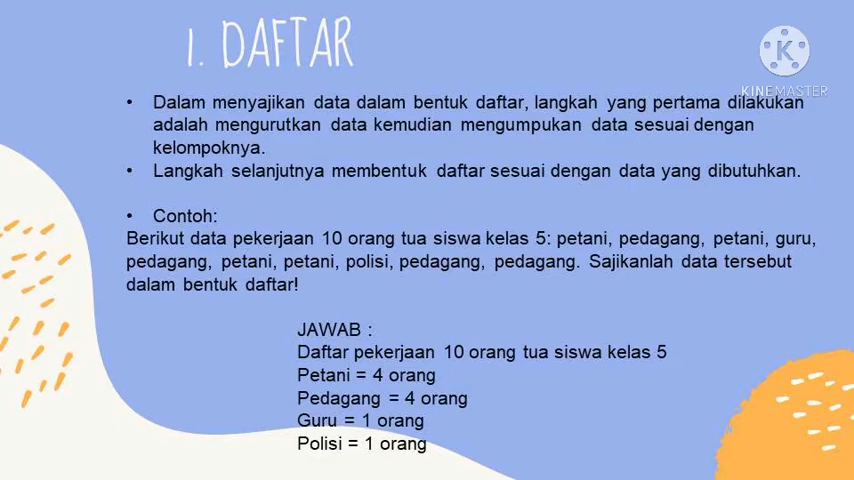 1. DAFTAR
K
KINEMASTER
• Dalam menyajikan data dalam bentuk daftar, langkah yang pertama dilakukan
adalah mengurutkan data kemudian mengumpukan data sesuai dengan
kelompoknya.
• Langkah selanjutnya membentuk daftar sesuai dengan data yang dibutuhkan.
• Contoh:
Berikut data pekerjaan 10 orang tua siswa kelas 5: petani, pedagang, petani, guru,
pedagang, petani, petani, polisi, pedagang, pedagang. Sajikanlah data tersebut
dalam bentuk daftar!
JAWAB :
Daftar pekerjaan 10 orang tua siswa kelas 5
Petani = 4 orang
Pedagang = 4 orang
Guru = 1 orang
Polisi = 1 orang